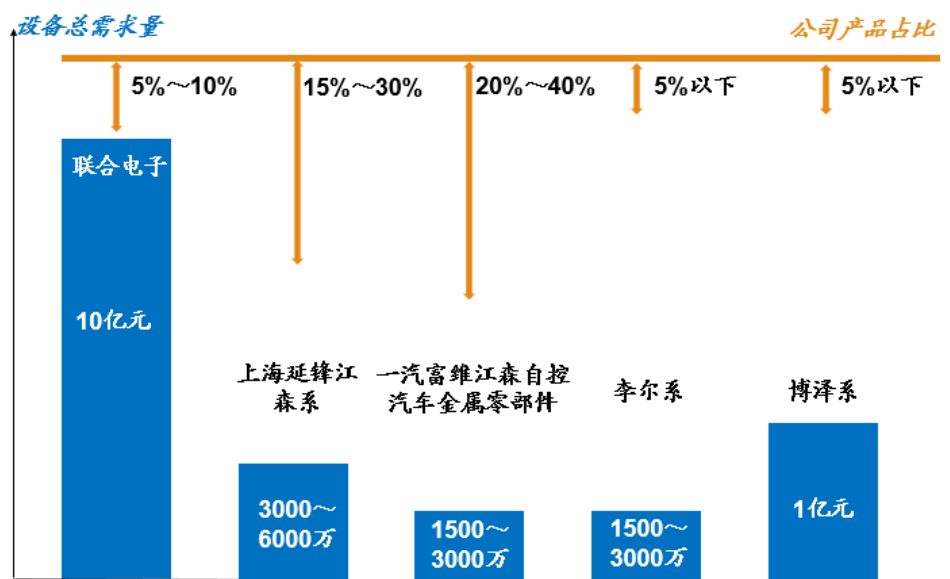 设备总需求量
公司产品占比
5%~10%
15%~30%
20%~40%
5%以下
5%以下
联合电子
10亿元
上海延锋江
森系
一汽富维江森自控
汽车金属零部件
李尔系
博泽系
3000~
6000万
1500~
3000万
1500~
3000万
1亿元